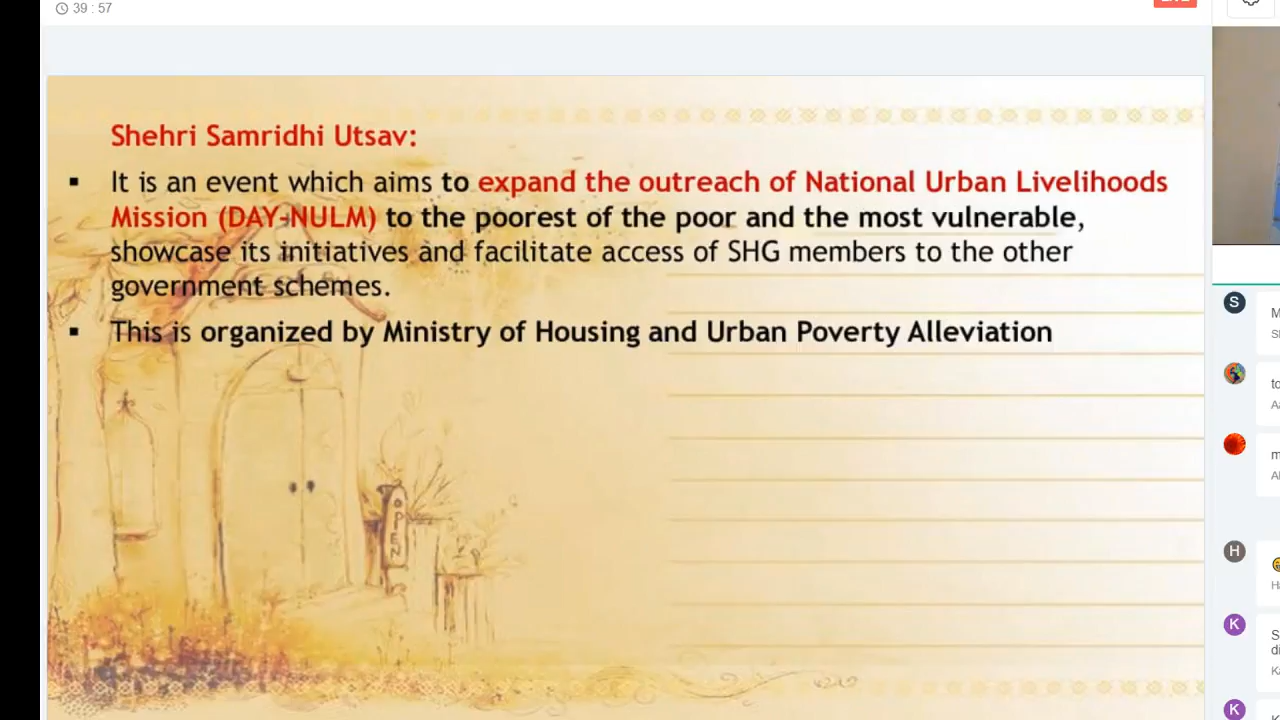 39 : 57
Shehri Samridhi Utsav:
▪ It is an event which aims to expand the outreach of National Urban Livelihoods
Mission (DAY-NULM) to the poorest of the poor and the most vulnerable,
showcase its initiatives and facilitate access of SHG members to the other
government schemes.
▪ This is organized by Ministry of Housing and Urban Poverty Alleviation
OPEN
S
H
K
K